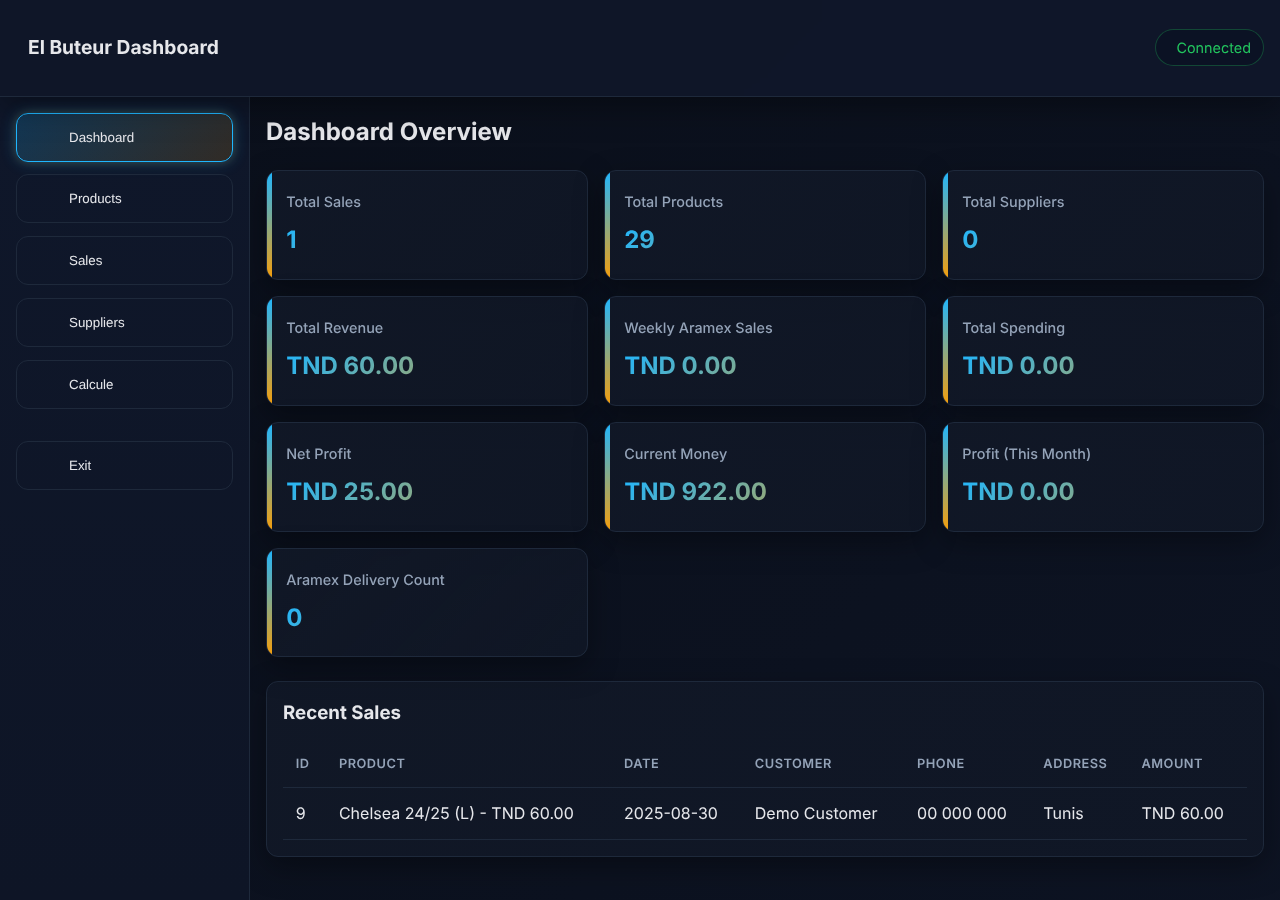 El Buteur Dashboard
Connected
Dashboard
Products
Sales
Suppliers
Calcule
Exit
Dashboard Overview
Total Sales
1
Total Products
29
Total Suppliers
0
Total Revenue
TND 60.00
Weekly Aramex Sales
TND 0.00
Total Spending
TND 0.00
Net Profit
TND 25.00
Current Money
TND 922.00
Profit (This Month)
TND 0.00
Aramex Delivery Count
0
Recent Sales
ID PRODUCT DATE CUSTOMER PHONE ADDRESS AMOUNT
9 Chelsea 24/25 (L) - TND 60.00 2025-08-30 Demo Customer 00 000 000 Tunis TND 60.00